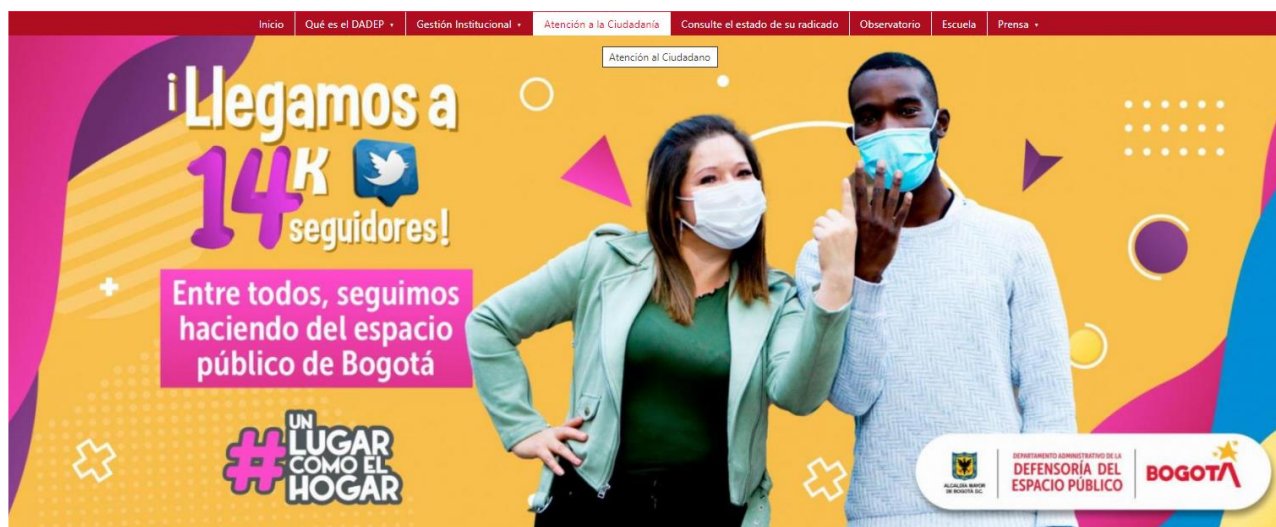 Inicio Qué es el DADEP Gestión Institucional Atención a la Ciudadanía Consulte el estado de su radicado Observatorio Escuela Prensa
Atención al Ciudadano
¡Llegamos a
14K
seguidores!
Entre todos, seguimos
haciendo del espacio
público de Bogotá
#UN
LUGAR
COMO EL
HOGAR
ALCALDÍA MAYOR
DE BOGOTÁ D.C.
DEPARTAMENTO ADMINISTRATIVO DE LA
DEFENSORÍA DEL
ESPACIO PÚBLICO
BOGOTÁ